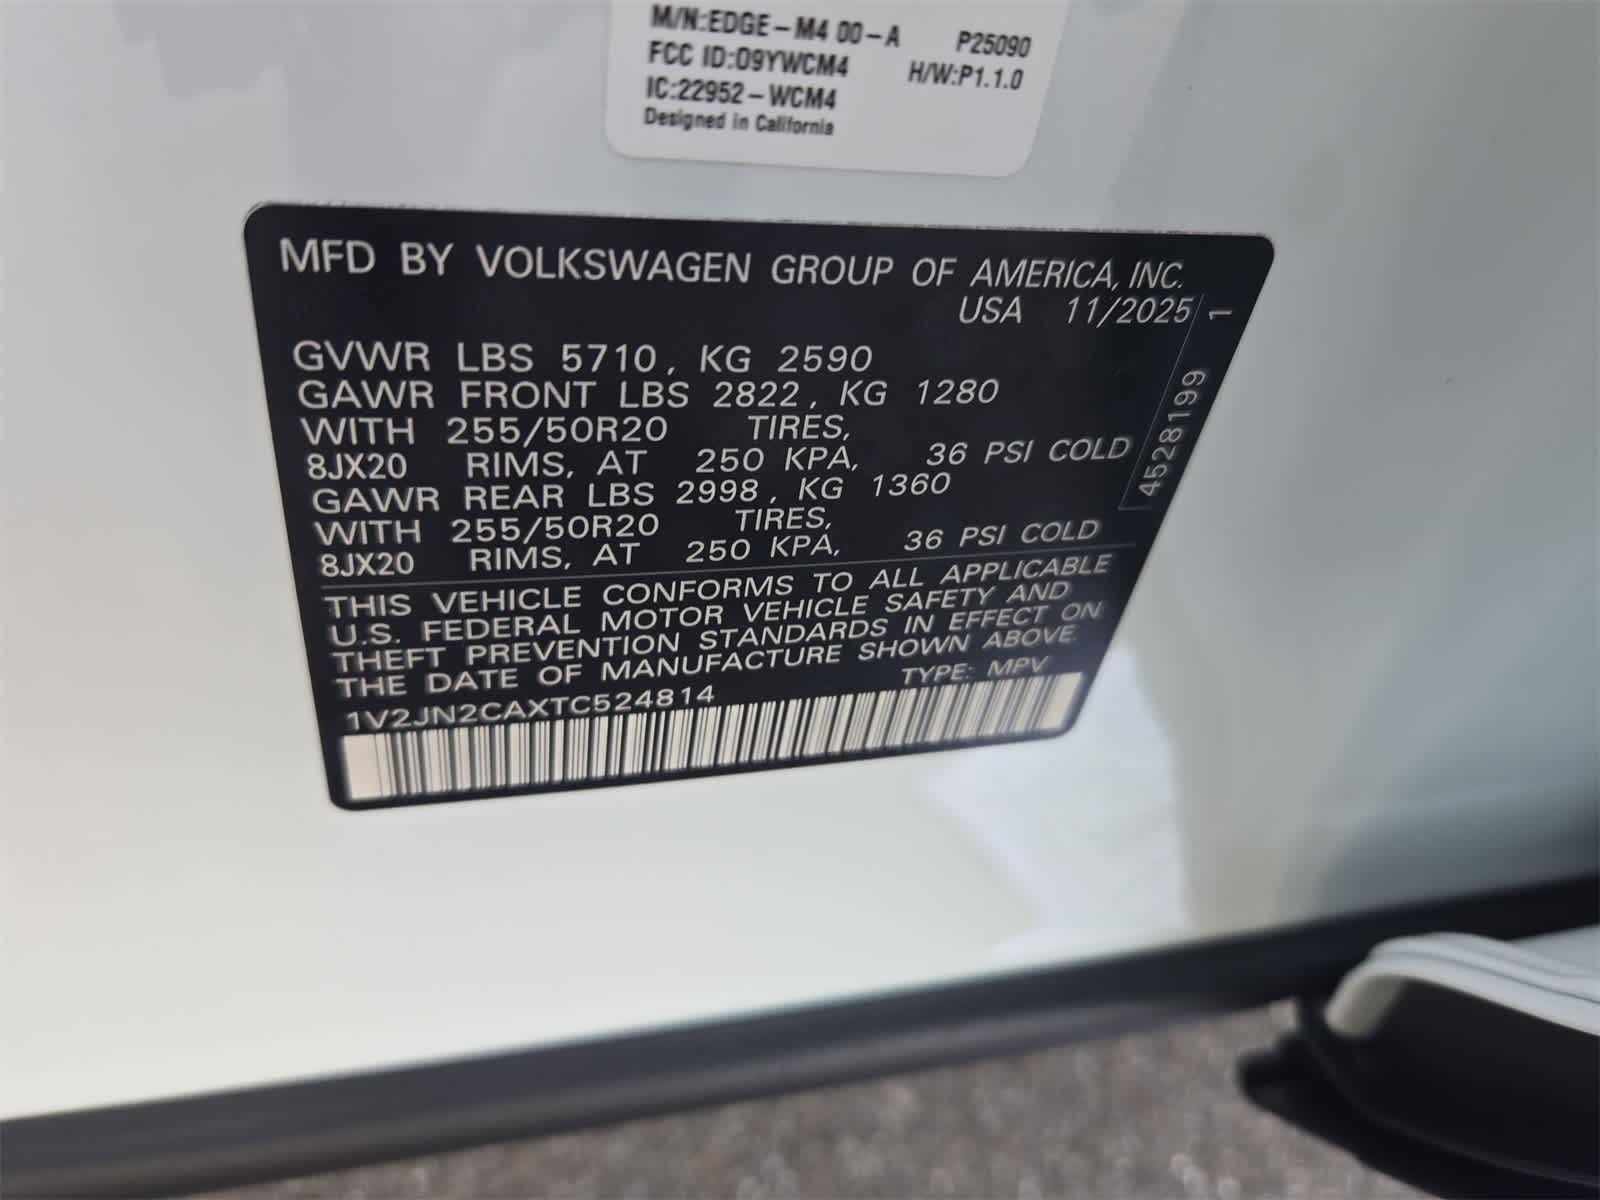 M/N:EDGE-M4 00-A P25090
FCC ID:O9YWCM4 H/W:P1.1.0
IC:22952-WCM4
Designed in California
MFD BY VOLKSWAGEN GROUP OF AMERICA, INC.
USA 11/2025
GVWR LBS 5710, KG 2590
GAWR FRONT LBS 2822, KG 1280
WITH 255/50R20 TIRES,
8JX20 RIMS, AT 250 KPA, 36 PSI COLD
GAWR REAR LBS 2998, KG 1360
WITH 255/50R20 TIRES,
8JX20 RIMS, AT 250 KPA, 36 PSI COLD
THIS VEHICLE CONFORMS TO ALL APPLICABLE
U.S. FEDERAL MOTOR VEHICLE SAFETY AND
THEFT PREVENTION STANDARDS IN EFFECT ON
THE DATE OF MANUFACTURE SHOWN ABOVE.
1V2JN2CAXTC524814 TYPE: MPV
4528199 1